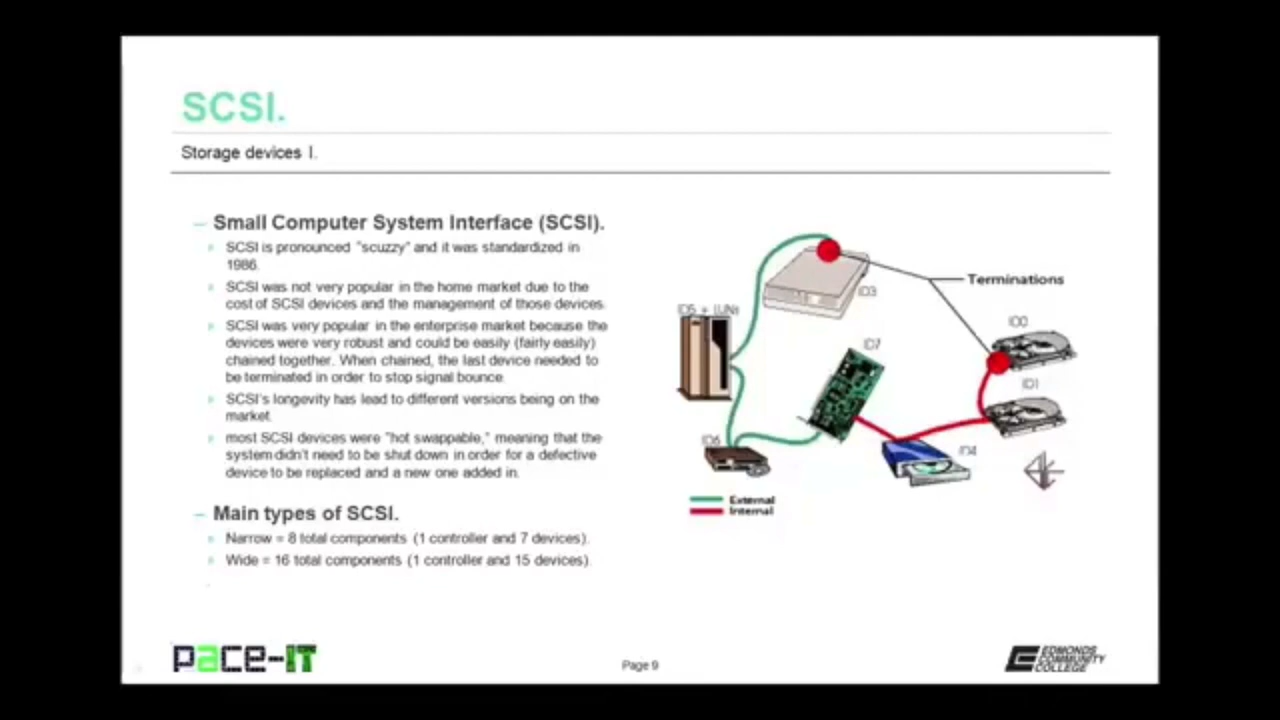 SCSI.
Storage devices I.
– Small Computer System Interface (SCSI).
» SCSI is pronounced "scuzzy" and it was standardized in
1986.
» SCSI was not very popular in the home market due to the
cost of SCSI devices and the management of those devices.
» SCSI was very popular in the enterprise market because the
devices were very robust and could be easily (fairly easily)
chained together. When chained, the last device needed to
be terminated in order to stop signal bounce.
» SCSI's longevity has lead to different versions being on the
market.
» most SCSI devices were "hot swappable," meaning that the
system didn't need to be shut down in order for a defective
device to be replaced and a new one added in.
– Main types of SCSI.
» Narrow = 8 total components (1 controller and 7 devices).
» Wide = 16 total components (1 controller and 15 devices).
Terminations
ID3
ID5 + LUNs
ID0
ID7
ID1
ID6
ID4
External
Internal
PACE-IT
Page 9
EDMONDS
COMMUNITY
COLLEGE